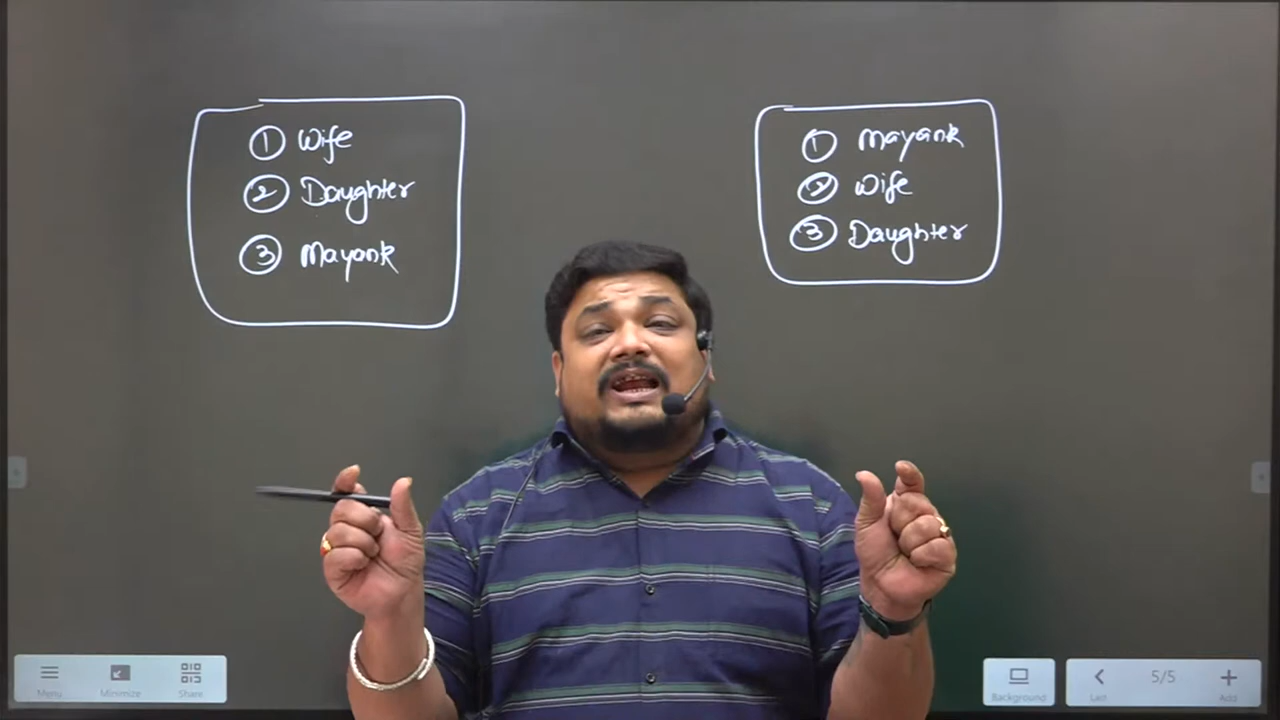 ① Wife
② Daughter
③ Mayank
① Mayank
② Wife
③ Daughter
Menu
Minimize
Share
Background
Last
5/5
Add